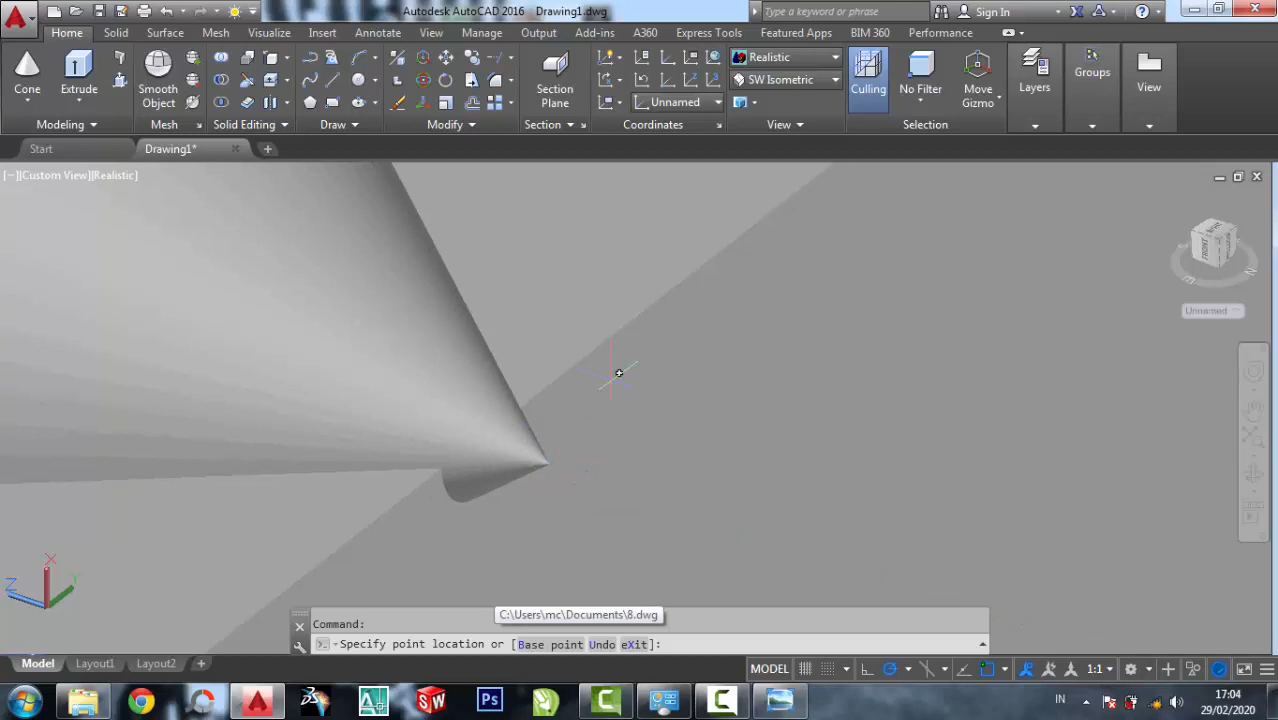 Autodesk AutoCAD 2016 Drawing1.dwg
Type a keyword or phrase
Sign In
Home Solid Surface Mesh Visualize Insert Annotate View Manage Output Add-ins A360 Express Tools Featured Apps BIM 360 Performance
Realistic
SW Isometric
Unnamed
Cone Extrude Smooth Object Section Plane Culling No Filter Move Gizmo Layers Groups View
Modeling Mesh Solid Editing Draw Modify Section Coordinates View Selection
Start Drawing1*
[−][Custom View][Realistic]
FRONT
N
E
Unnamed
X
Y
Z
C:\Users\mc\Documents\8.dwg
Command:
Specify point location or [Base point Undo eXit]:
Model Layout1 Layout2
MODEL 1:1
SW Ps
IN
17:04
29/02/2020